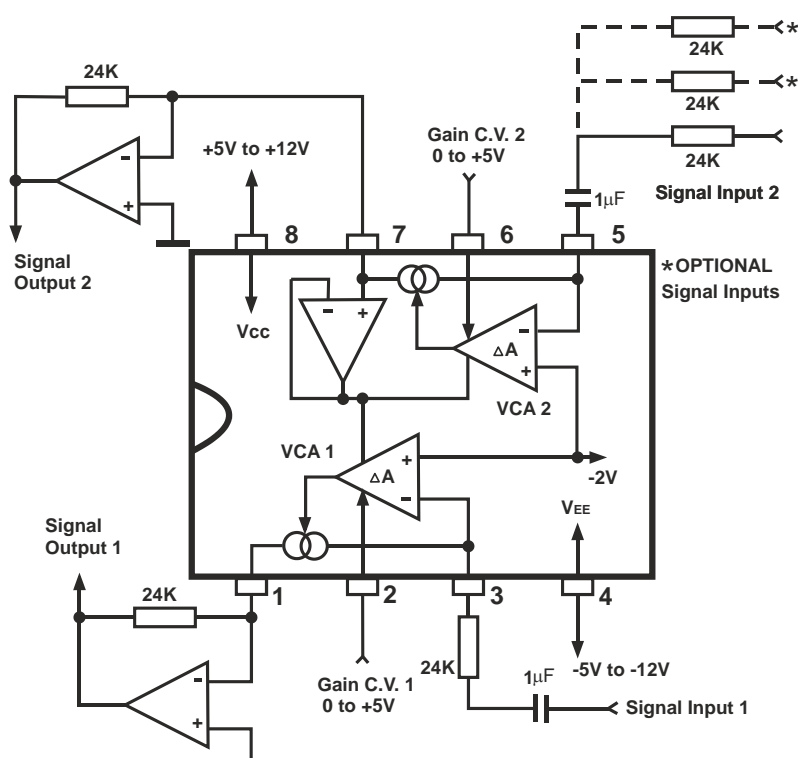 *
24K
*
24K
24K
1μF
Signal Input 2
*OPTIONAL
Signal Inputs
24K
-
+
Signal
Output 2
+5V to +12V
Gain C.V. 2
0 to +5V
8
7
6
5
Vcc
-
+
-
ΔA
+
VCA 2
VCA 1
+
ΔA
-
-2V
VEE
1
2
3
4
Signal
Output 1
24K
-
+
Gain C.V. 1
0 to +5V
24K
1μF
Signal Input 1
-5V to -12V